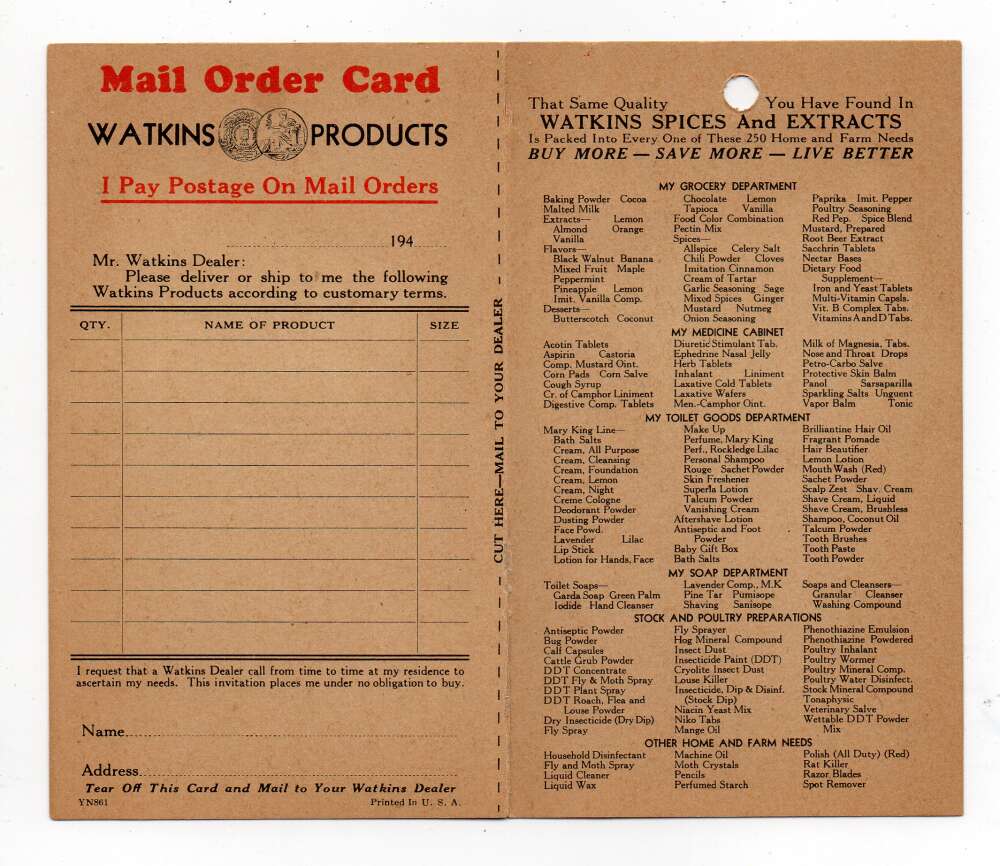 Mail Order Card
WATKINS PRODUCTS
I Pay Postage On Mail Orders
194
Mr. Watkins Dealer:
Please deliver or ship to me the following
Watkins Products according to customary terms.
QTY. NAME OF PRODUCT SIZE
I request that a Watkins Dealer call from time to time at my residence to
ascertain my needs. This invitation places me under no obligation to buy.
Name
Address
Tear Off This Card and Mail to Your Watkins Dealer
YN861 Printed In U. S. A.
CUT HERE—MAIL TO YOUR DEALER
That Same Quality You Have Found In
WATKINS SPICES And EXTRACTS
Is Packed Into Every One of These 250 Home and Farm Needs
BUY MORE — SAVE MORE — LIVE BETTER
MY GROCERY DEPARTMENT
Baking Powder Cocoa
Malted Milk
Extracts— Lemon
Almond Orange
Vanilla
Flavors—
Black Walnut Banana
Mixed Fruit Maple
Peppermint
Pineapple Lemon
Imit. Vanilla Comp.
Desserts—
Butterscotch Coconut
Chocolate Lemon
Tapioca Vanilla
Food Color Combination
Pectin Mix
Spices—
Allspice Celery Salt
Chili Powder Cloves
Imitation Cinnamon
Cream of Tartar
Garlic Seasoning Sage
Mixed Spices Ginger
Mustard Nutmeg
Onion Seasoning
Paprika Imit. Pepper
Poultry Seasoning
Red Pep. Spice Blend
Mustard, Prepared
Root Beer Extract
Sacchrin Tablets
Nectar Bases
Dietary Food
Supplement—
Iron and Yeast Tablets
Multi-Vitamin Capsls.
Vit. B Complex Tabs.
Vitamins A and D Tabs.
MY MEDICINE CABINET
Acotin Tablets
Aspirin Castoria
Comp. Mustard Oint.
Corn Pads Corn Salve
Cough Syrup
Cr. of Camphor Liniment
Digestive Comp. Tablets
Diuretic Stimulant Tab.
Ephedrine Nasal Jelly
Herb Tablets
Inhalant Liniment
Laxative Cold Tablets
Laxative Wafers
Men.-Camphor Oint.
Milk of Magnesia, Tabs.
Nose and Throat Drops
Petro-Carbo Salve
Protective Skin Balm
Panol Sarsaparilla
Sparkling Salts Unguent
Vapor Balm Tonic
MY TOILET GOODS DEPARTMENT
Mary King Line—
Bath Salts
Cream, All Purpose
Cream, Cleansing
Cream, Foundation
Cream, Lemon
Cream, Night
Creme Cologne
Deodorant Powder
Dusting Powder
Face Powd.
Lavender Lilac
Lip Stick
Lotion for Hands, Face
Make Up
Perfume, Mary King
Perf., Rockledge Lilac
Personal Shampoo
Rouge Sachet Powder
Skin Freshener
Superla Lotion
Talcum Powder
Vanishing Cream
Aftershave Lotion
Antiseptic and Foot
Powder
Baby Gift Box
Bath Salts
Brilliantine Hair Oil
Fragrant Pomade
Hair Beautifier
Lemon Lotion
Mouth Wash (Red)
Sachet Powder
Scalp Zest Shav. Cream
Shave Cream, Liquid
Shave Cream, Brushless
Shampoo, Coconut Oil
Talcum Powder
Tooth Brushes
Tooth Paste
Tooth Powder
MY SOAP DEPARTMENT
Toilet Soaps—
Garda Soap Green Palm
Iodide Hand Cleanser
Lavender Comp., M.K
Pine Tar Pumisope
Shaving Sanisope
Soaps and Cleansers—
Granular Cleanser
Washing Compound
STOCK AND POULTRY PREPARATIONS
Antiseptic Powder
Bug Powder
Calf Capsules
Cattle Grub Powder
DDT Concentrate
DDT Fly & Moth Spray
DDT Plant Spray
DDT Roach, Flea and
Louse Powder
Dry Insecticide (Dry Dip)
Fly Spray
Fly Sprayer
Hog Mineral Compound
Insect Dust
Insecticide Paint (DDT)
Cryolite Insect Dust
Louse Killer
Insecticide, Dip & Disinf.
(Stock Dip)
Niacin Yeast Mix
Niko Tabs
Mange Oil
Phenothiazine Emulsion
Phenothiazine Powdered
Poultry Inhalant
Poultry Wormer
Poultry Mineral Comp.
Poultry Water Disinfect.
Stock Mineral Compound
Tonaphysic
Veterinary Salve
Wettable DDT Powder
Mix
OTHER HOME AND FARM NEEDS
Household Disinfectant
Fly and Moth Spray
Liquid Cleaner
Liquid Wax
Machine Oil
Moth Crystals
Pencils
Perfumed Starch
Polish (All Duty) (Red)
Rat Killer
Razor Blades
Spot Remover